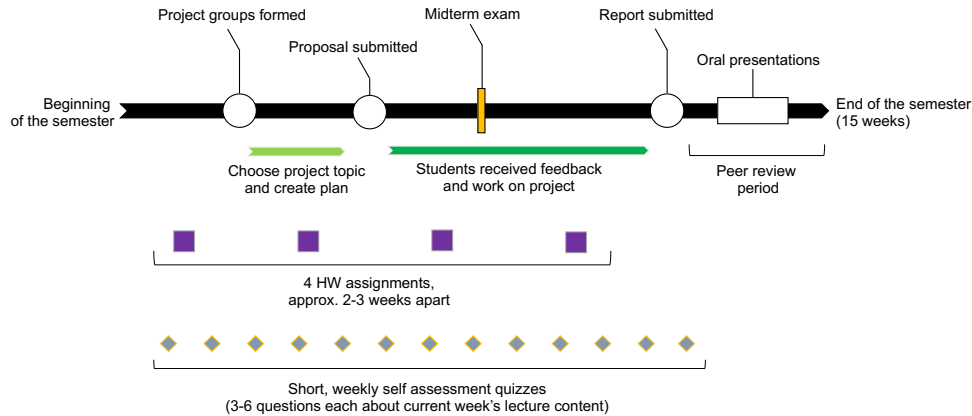 Project groups formed
Proposal submitted
Midterm exam
Report submitted
Oral presentations
Beginning
of the semester
End of the semester
(15 weeks)
Choose project topic
and create plan
Students received feedback
and work on project
Peer review
period
4 HW assignments,
approx. 2-3 weeks apart
Short, weekly self assessment quizzes
(3-6 questions each about current week's lecture content)